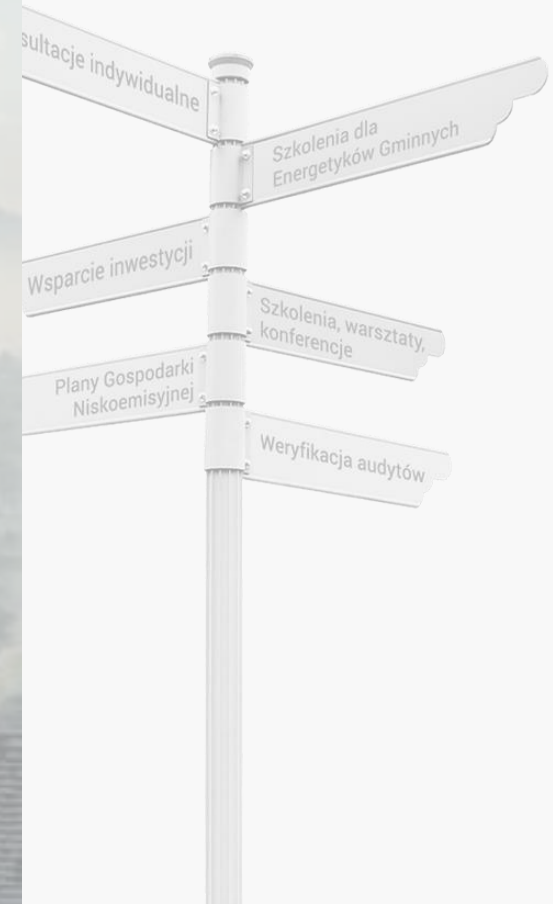 sultacje indywidualne
Szkolenia dla
Energetyków Gminnych
Wsparcie inwestycji
Szkolenia, warsztaty,
konferencje
Plany Gospodarki
Niskoemisyjnej
Weryfikacja audytów